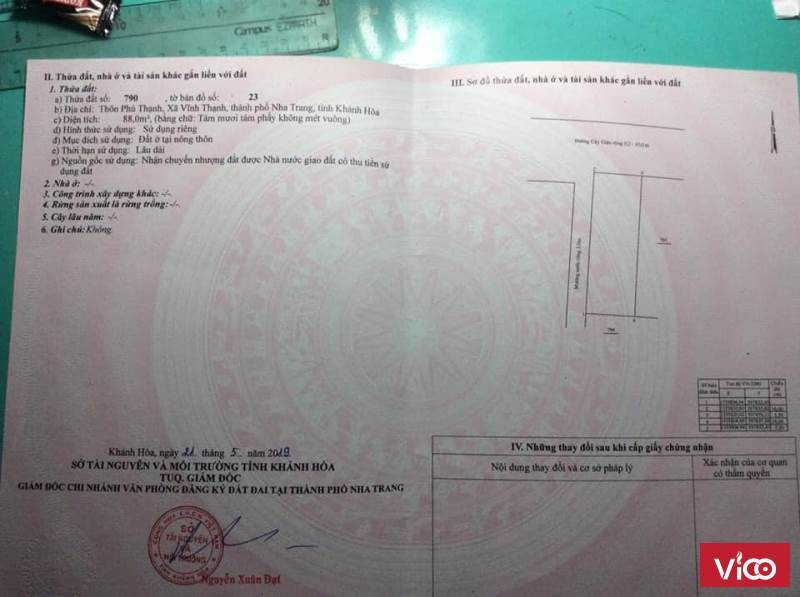 Campus EZMATH
II. Thửa đất, nhà ở và tài sản khác gắn liền với đất
1. Thửa đất:
a) Thửa đất số: 790 , tờ bản đồ số: 23
b) Địa chỉ: Thôn Phú Thạnh, Xã Vĩnh Thạnh, thành phố Nha Trang, tỉnh Khánh Hòa
c) Diện tích: 88,0m², (bằng chữ: Tám mươi tám phẩy không mét vuông)
d) Hình thức sử dụng: Sử dụng riêng
đ) Mục đích sử dụng: Đất ở tại nông thôn
e) Thời hạn sử dụng: Lâu dài
g) Nguồn gốc sử dụng: Nhận chuyển nhượng đất được Nhà nước giao đất có thu tiền sử
dụng đất
2. Nhà ở: -/-
3. Công trình xây dựng khác: -/-
4. Rừng sản xuất là rừng trồng:-/-
5. Cây lâu năm: -/-
6. Ghi chú: Không
Khánh Hòa, ngày 21 tháng 5 năm 2019
SỞ TÀI NGUYÊN VÀ MÔI TRƯỜNG TỈNH KHÁNH HÒA
TUQ. GIÁM ĐỐC
GIÁM ĐỐC CHI NHÁNH VĂN PHÒNG ĐĂNG KÝ ĐẤT ĐAI TẠI THÀNH PHỐ NHA TRANG
SỞ
TÀI NGUYÊN
VÀ
MÔI TRƯỜNG
Nguyễn Xuân Đạt
III. Sơ đồ thửa đất, nhà ở và tài sản khác gắn liền với đất
IV. Những thay đổi sau khi cấp giấy chứng nhận
Nội dung thay đổi và cơ sở pháp lý
Xác nhận của cơ quan
có thẩm quyền
vico